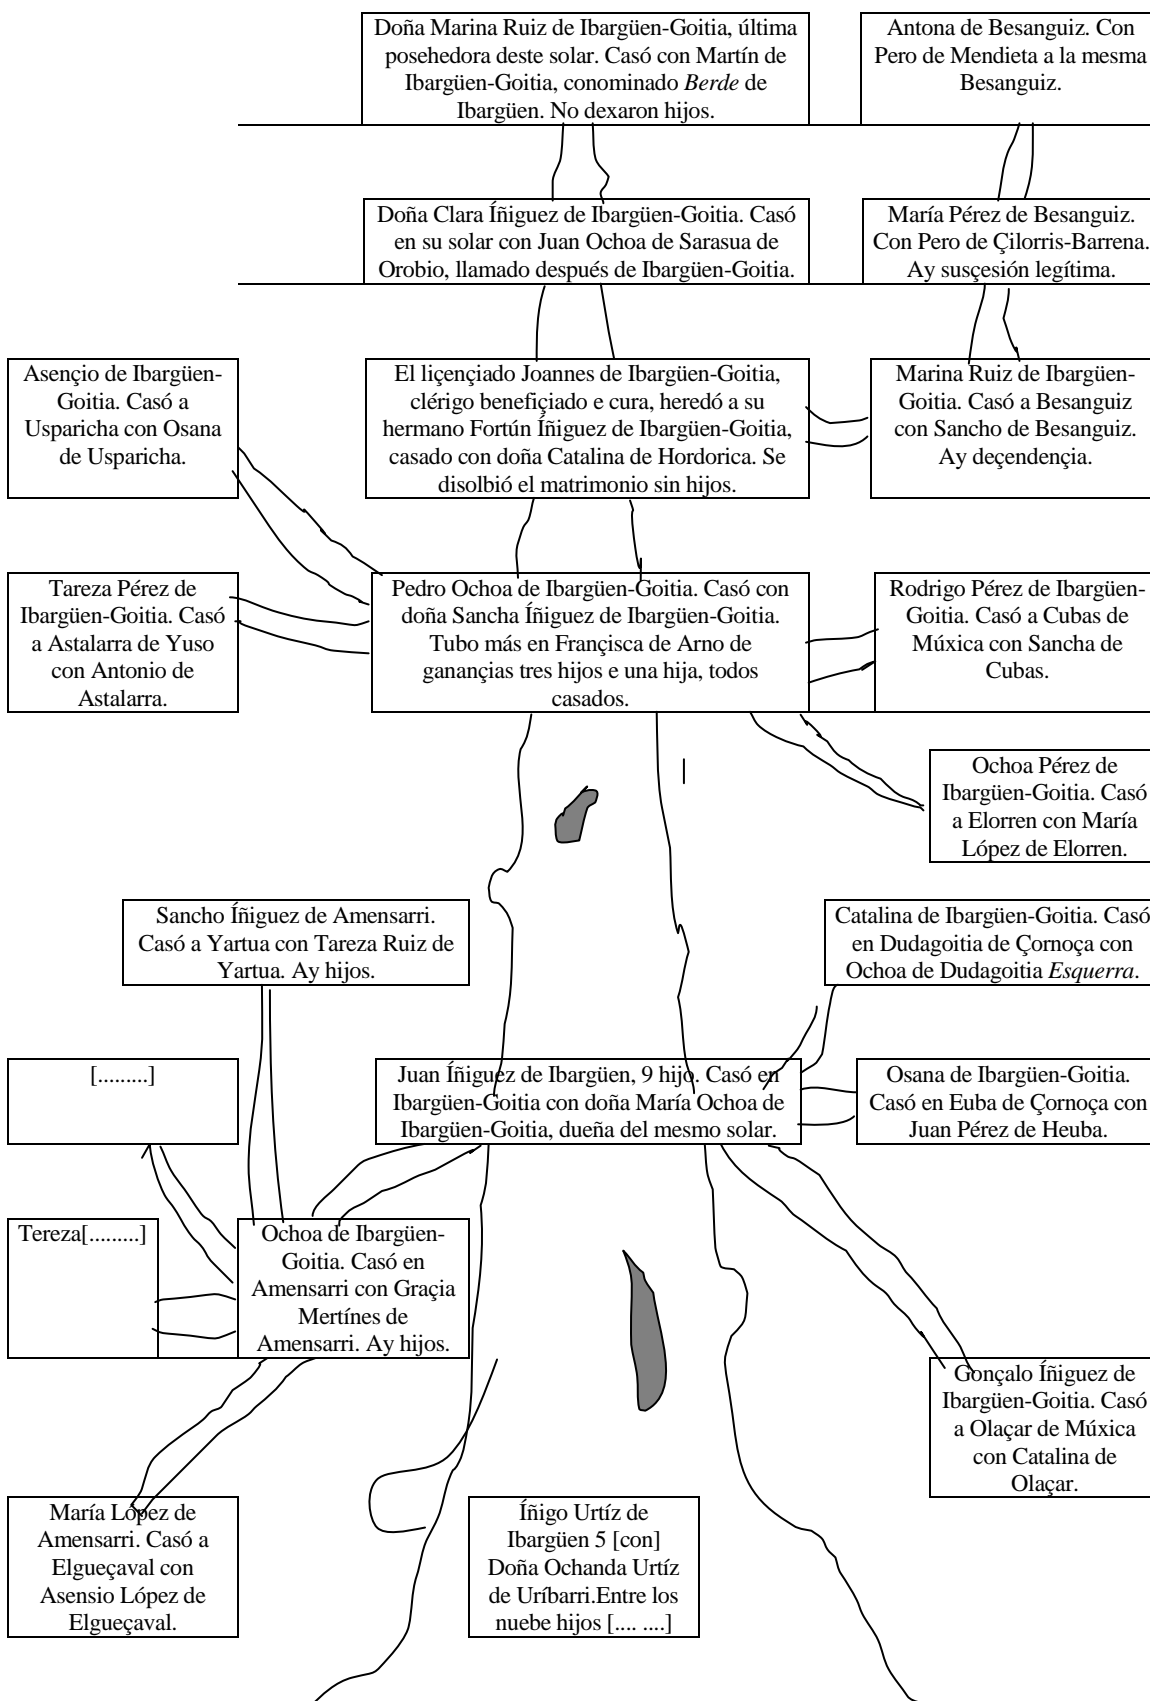 Doña Marina Ruiz de Ibargüen-Goitia, última
posehedora deste solar. Casó con Martín de
Ibargüen-Goitia, conominado Berde de
Ibargüen. No dexaron hijos.
Antona de Besanguiz. Con
Pero de Mendieta a la mesma
Besanguiz.
Doña Clara Íñiguez de Ibargüen-Goitia. Casó
en su solar con Juan Ochoa de Sarasua de
Orobio, llamado después de Ibargüen-Goitia.
María Pérez de Besanguiz.
Con Pero de Çilorris-Barrena.
Ay susçesión legítima.
Asençio de Ibargüen-
Goitia. Casó a
Usparicha con Osana
de Usparicha.
El liçençiado Joannes de Ibargüen-Goitia,
clérigo benefiçiado e cura, heredó a su
hermano Fortún Íñiguez de Ibargüen-Goitia,
casado con doña Catalina de Hordorica. Se
disolbió el matrimonio sin hijos.
Marina Ruiz de Ibargüen-
Goitia. Casó a Besanguiz
con Sancho de Besanguiz.
Ay deçendençia.
Tareza Pérez de
Ibargüen-Goitia. Casó
a Astalarra de Yuso
con Antonio de
Astalarra.
Pedro Ochoa de Ibargüen-Goitia. Casó con
doña Sancha Íñiguez de Ibargüen-Goitia.
Tubo más en Françisca de Arno de
gananças tres hijos e una hija, todos
casados.
Rodrigo Pérez de Ibargüen-
Goitia. Casó a Cubas de
Múxica con Sancha de
Cubas.
Ochoa Pérez de
Ibargüen-Goitia. Casó
a Elorren con María
López de Elorren.
Sancho Íñiguez de Amensarri.
Casó a Yartua con Tareza Ruiz de
Yartua. Ay hijos.
Catalina de Ibargüen-Goitia. Casó
en Dudagoitia de Çornoça con
Ochoa de Dudagoitia Esquerra.
[.........]
Juan Íñiguez de Ibargüen, 9 hijo. Casó en
Ibargüen-Goitia con doña María Ochoa de
Ibargüen-Goitia, dueña del mesmo solar.
Osana de Ibargüen-Goitia.
Casó en Euba de Çornoça con
Juan Pérez de Heuba.
Tereza[.........]
Ochoa de Ibargüen-
Goitia. Casó en
Amensarri con Graçia
Mertínes de
Amensarri. Ay hijos.
Gonçalo Íñiguez de
Ibargüen-Goitia. Casó
a Olaçar de Múxica
con Catalina de
Olaçar.
María López de
Amensarri. Casó a
Elgueçaval con
Asensio López de
Elgueçaval.
Íñigo Urtíz de
Ibargüen 5 [con]
Doña Ochanda Urtíz
de Uríbarri.Entre los
nuebe hijos [.... ....]